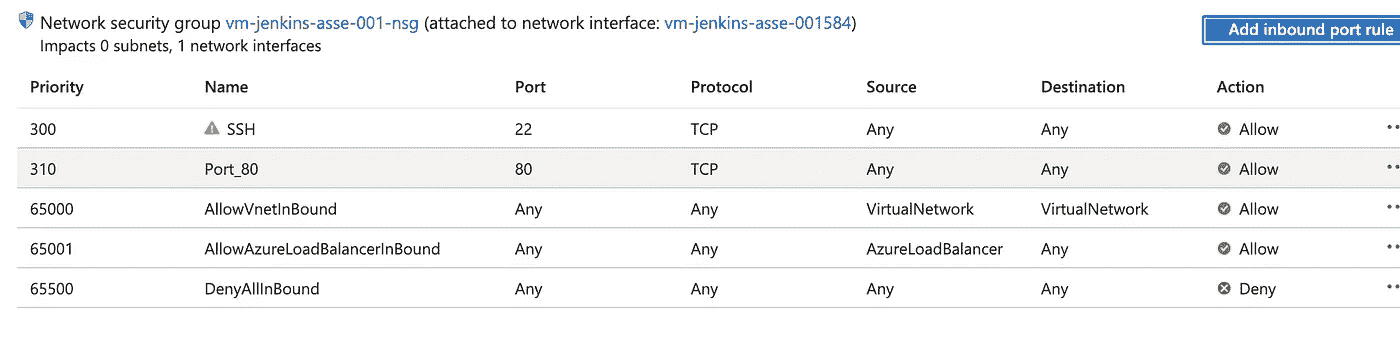 Network security group vm-jenkins-asse-001-nsg (attached to network interface: vm-jenkins-asse-001584)
Impacts 0 subnets, 1 network interfaces
Add inbound port rule
Priority Name Port Protocol Source Destination Action
300 SSH 22 TCP Any Any Allow
310 Port_80 80 TCP Any Any Allow
65000 AllowVnetInBound Any Any VirtualNetwork VirtualNetwork Allow
65001 AllowAzureLoadBalancerInBound Any Any AzureLoadBalancer Any Allow
65500 DenyAllInBound Any Any Any Any Deny